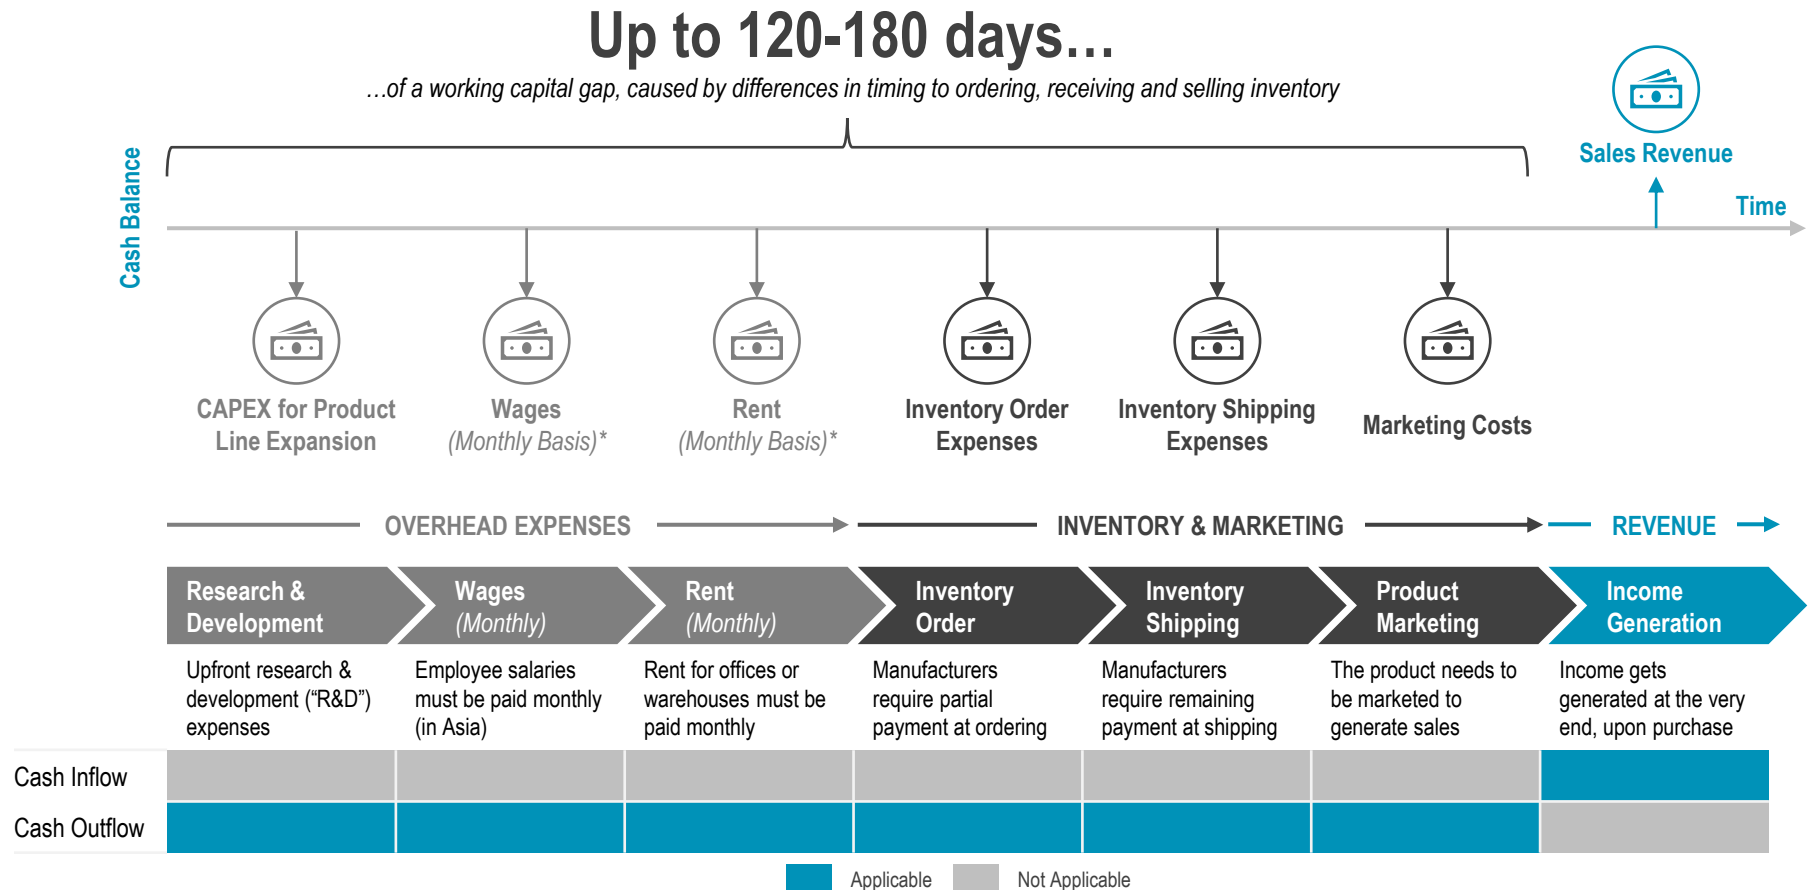 Up to 120-180 days…
…of a working capital gap, caused by differences in timing to ordering, receiving and selling inventory
Sales Revenue
Cash Balance
Time
CAPEX for Product
Line Expansion
Wages
(Monthly Basis)*
Rent
(Monthly Basis)*
Inventory Order
Expenses
Inventory Shipping
Expenses
Marketing Costs
OVERHEAD EXPENSES
INVENTORY & MARKETING
REVENUE
Research &
Development
Wages
(Monthly)
Rent
(Monthly)
Inventory
Order
Inventory
Shipping
Product
Marketing
Income
Generation
Upfront research &
development (“R&D”)
expenses
Employee salaries
must be paid monthly
(in Asia)
Rent for offices or
warehouses must be
paid monthly
Manufacturers
require partial
payment at ordering
Manufacturers
require remaining
payment at shipping
The product needs to
be marketed to
generate sales
Income gets
generated at the very
end, upon purchase
Cash Inflow
Cash Outflow
Applicable
Not Applicable